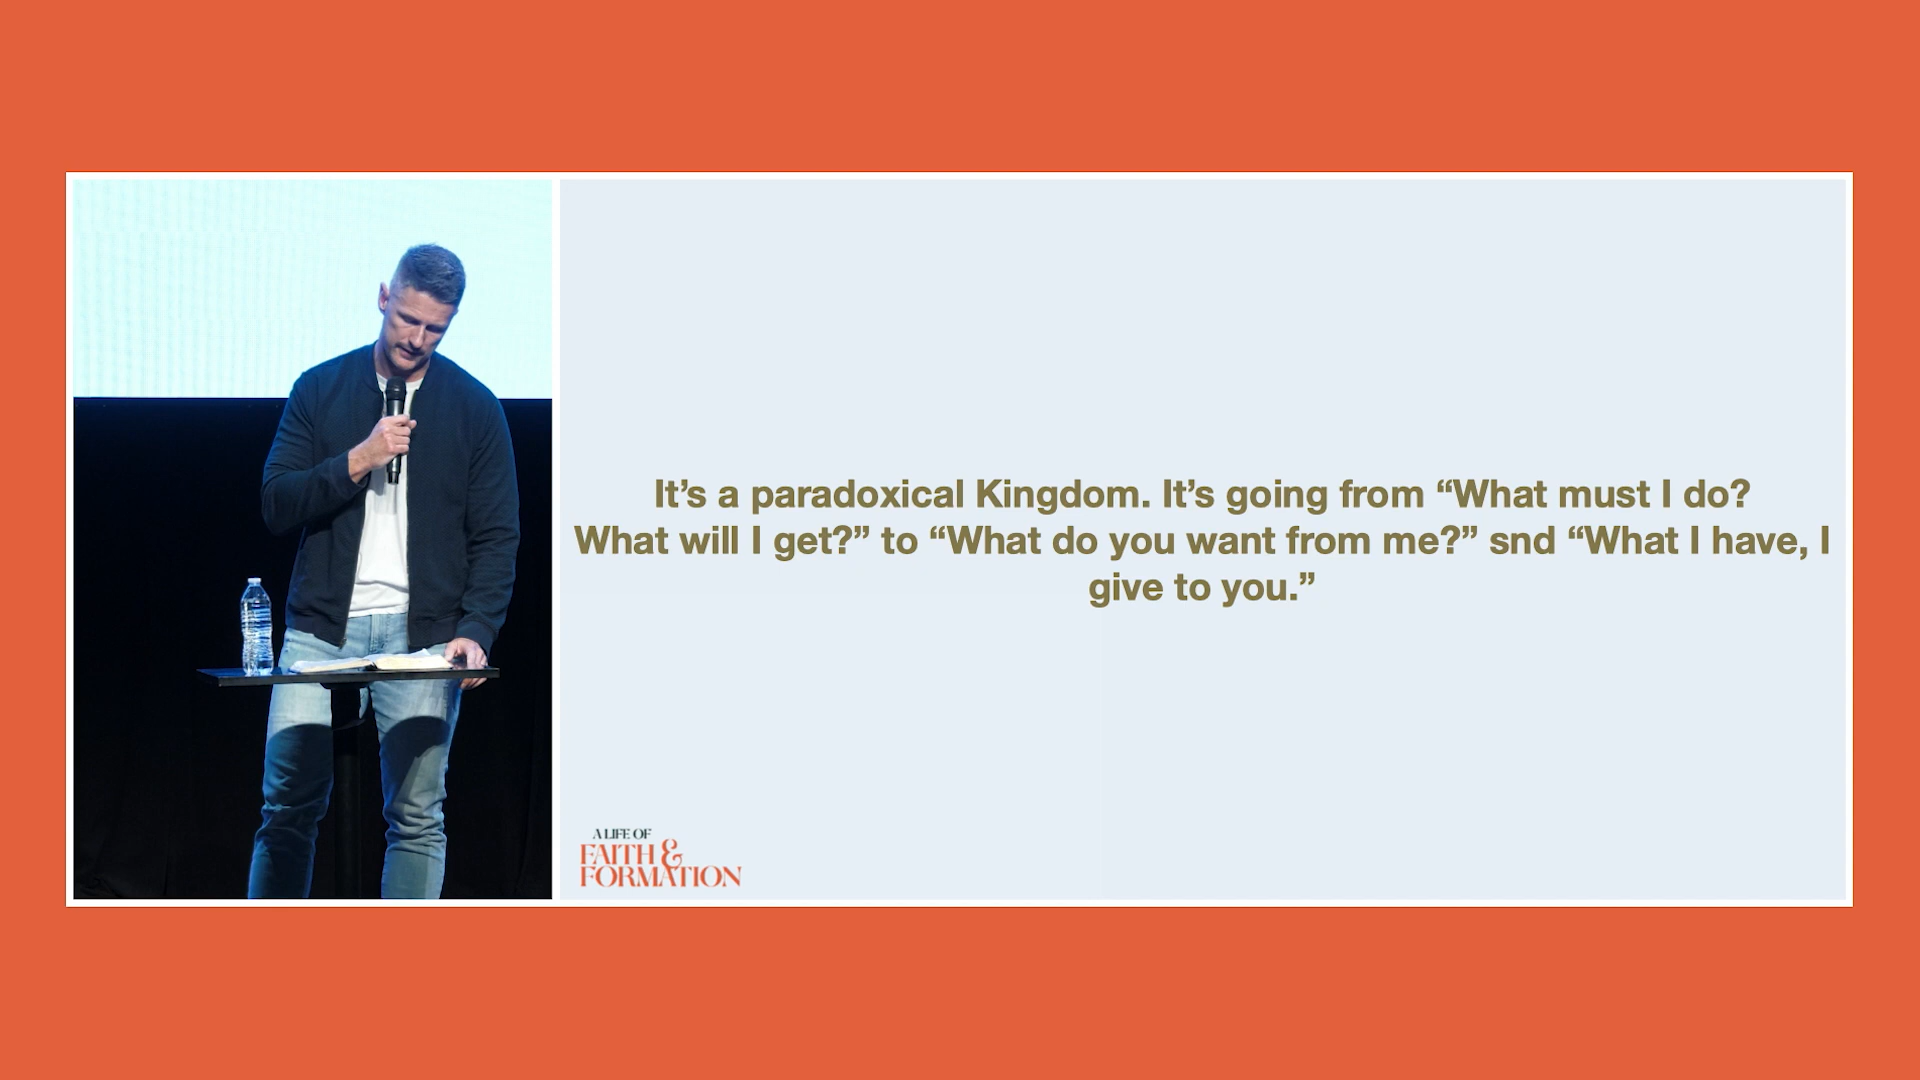 It’s a paradoxical Kingdom. It’s going from “What must I do?
What will I get?” to “What do you want from me?” snd “What I have, I
give to you.”
A LIFE OF
FAITH &
FORMATION